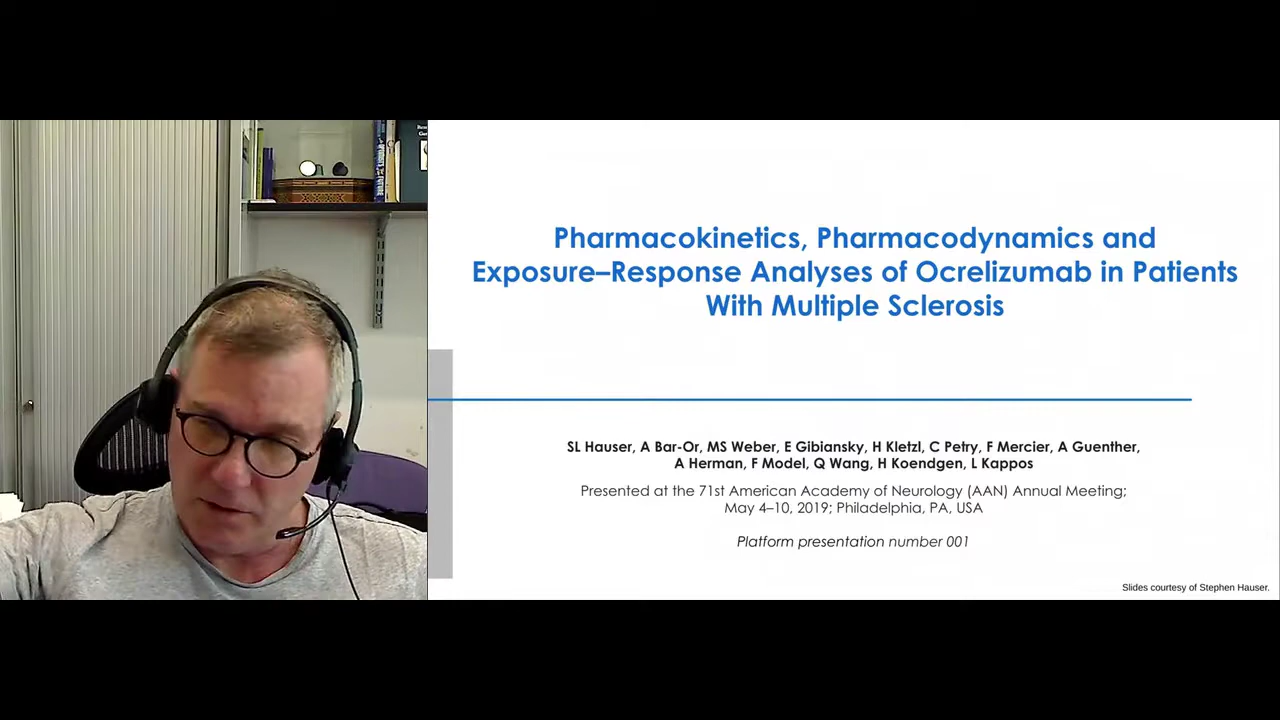 Pharmacokinetics, Pharmacodynamics and
Exposure–Response Analyses of Ocrelizumab in Patients
With Multiple Sclerosis
SL Hauser, A Bar-Or, MS Weber, E Gibiansky, H Kletzl, C Petry, F Mercier, A Guenther,
A Herman, F Model, Q Wang, H Koendgen, L Kappos
Presented at the 71st American Academy of Neurology (AAN) Annual Meeting;
May 4–10, 2019; Philadelphia, PA, USA
Platform presentation number 001
Slides courtesy of Stephen Hauser.